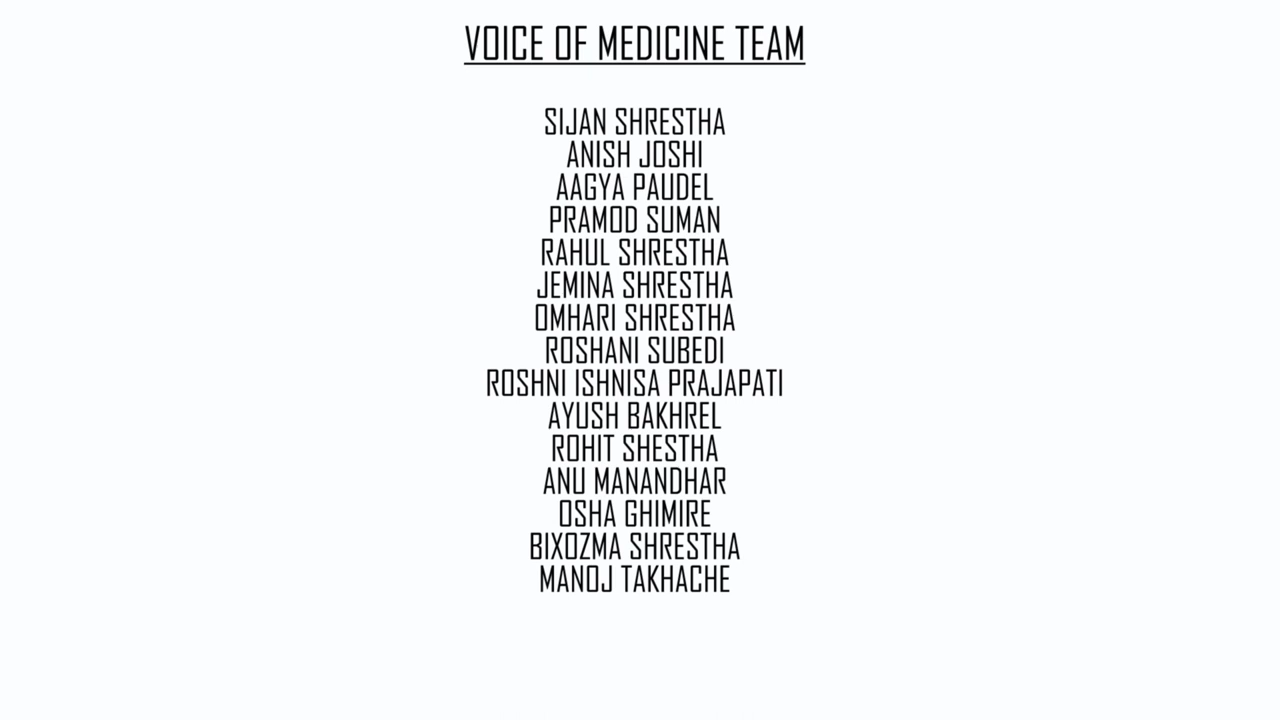 VOICE OF MEDICINE TEAM
SIJAN SHRESTHA
ANISH JOSHI
AAGYA PAUDEL
PRAMOD SUMAN
RAHUL SHRESTHA
JEMINA SHRESTHA
OMHARI SHRESTHA
ROSHANI SUBEDI
ROSHNI ISHNISA PRAJAPATI
AYUSH BAKHREL
ROHIT SHESTHA
ANU MANANDHAR
OSHA GHIMIRE
BIXOZMA SHRESTHA
MANOJ TAKHACHE